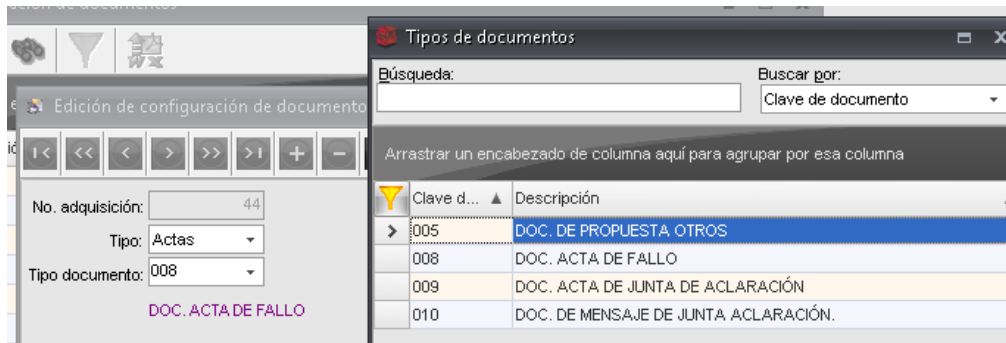 ción de documentos
Edición de configuración de documento
No. adquisición: 44
Tipo: Actas
Tipo documento: 008
DOC. ACTA DE FALLO
Tipos de documentos
Búsqueda:
Buscar por:
Clave de documento
Arrastrar un encabezado de columna aquí para agrupar por esa columna
Clave d... Descripción
005 DOC. DE PROPUESTA OTROS
008 DOC. ACTA DE FALLO
009 DOC. ACTA DE JUNTA DE ACLARACIÓN
010 DOC. DE MENSAJE DE JUNTA ACLARACIÓN.